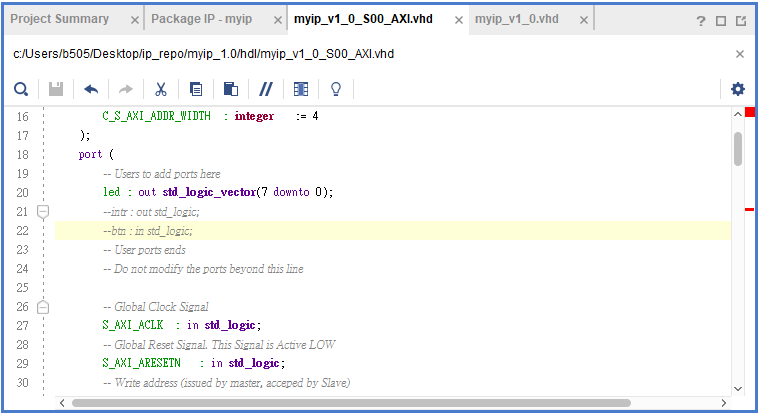 Project Summary × Package IP - myip × myip_v1_0_S00_AXI.vhd × myip_v1_0.vhd × ?
c:/Users/b505/Desktop/ip_repo/myip_1.0/hdl/myip_v1_0_S00_AXI.vhd ×
16 C_S_AXI_ADDR_WIDTH : integer := 4
17 );
18 port (
19 -- Users to add ports here
20 led : out std_logic_vector(7 downto 0);
21 --intr : out std_logic;
22 --btn : in std_logic;
23 -- User ports ends
24 -- Do not modify the ports beyond this line
25
26 -- Global Clock Signal
27 S_AXI_ACLK : in std_logic;
28 -- Global Reset Signal. This Signal is Active LOW
29 S_AXI_ARESETN : in std_logic;
30 -- Write address (issued by master, acceped by Slave)